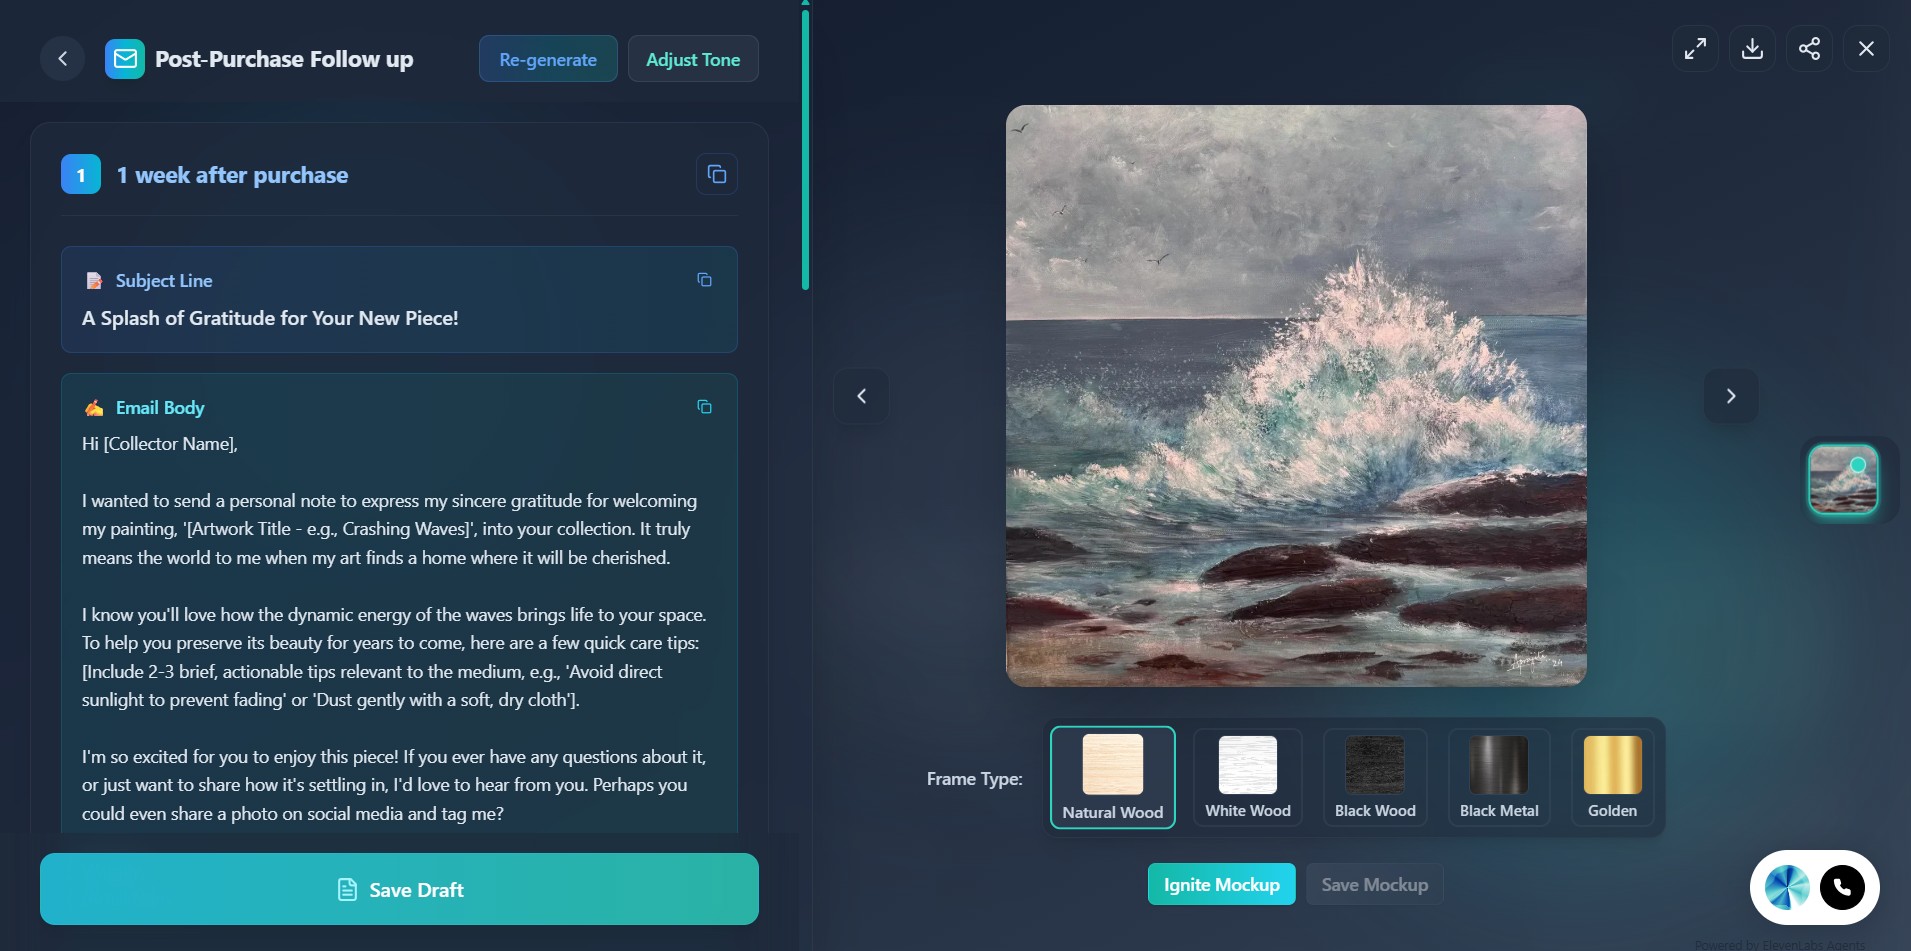 Post-Purchase Follow up
Re-generate
Adjust Tone
1
1 week after purchase
Subject Line
A Splash of Gratitude for Your New Piece!
Email Body
Hi [Collector Name],
I wanted to send a personal note to express my sincere gratitude for welcoming
my painting, '[Artwork Title - e.g., Crashing Waves]', into your collection. It truly
means the world to me when my art finds a home where it will be cherished.
I know you'll love how the dynamic energy of the waves brings life to your space.
To help you preserve its beauty for years to come, here are a few quick care tips:
[Include 2-3 brief, actionable tips relevant to the medium, e.g., 'Avoid direct
sunlight to prevent fading' or 'Dust gently with a soft, dry cloth'].
I'm so excited for you to enjoy this piece! If you ever have any questions about it,
or just want to share how it's settling in, I'd love to hear from you. Perhaps you
could even share a photo on social media and tag me?
Save Draft
24
Frame Type:
Natural Wood
White Wood
Black Wood
Black Metal
Golden
Ignite Mockup
Save Mockup
Powered by ElevenLabs Agents